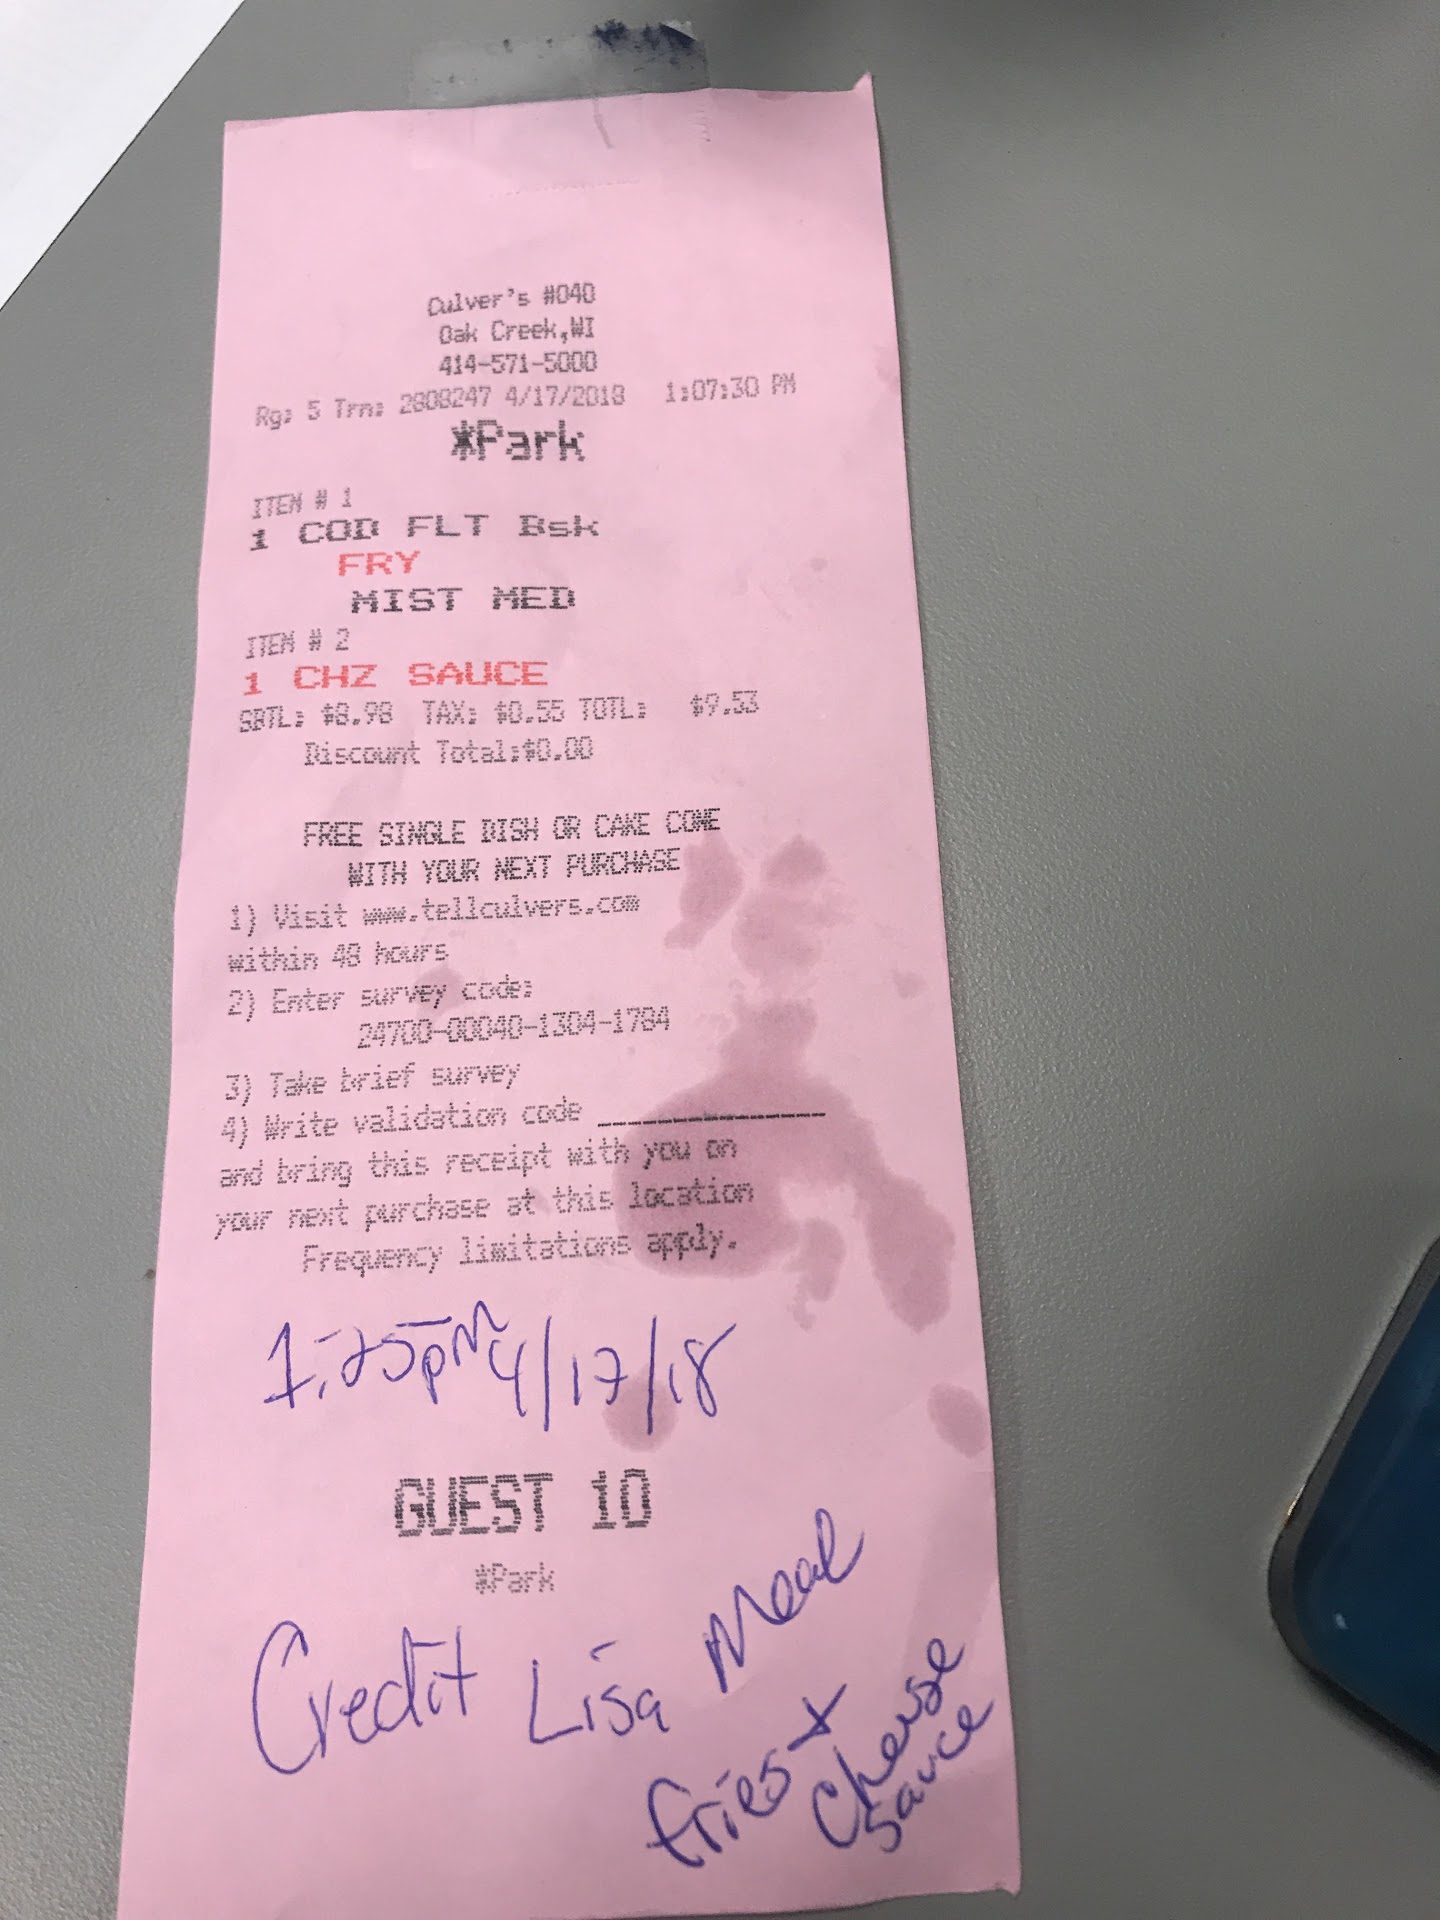 Culver's #040
Oak Creek,WI
414-571-5000
Rg: 5 Trn: 2808247 4/17/2018 1:07:30 PM
*Park
ITEM # 1
1 COD FLT Bsk
FRY
MIST MED
ITEM # 2
1 CHZ SAUCE
SBTL: $8.98 TAX: $0.55 TOTL: $9.53
Discount Total:$0.00
FREE SINGLE DISH OR CAKE CONE
WITH YOUR NEXT PURCHASE
1) Visit www.tellculvers.com
within 48 hours
2) Enter survey code:
24700-00040-1304-1784
3) Take brief survey
4) Write validation code ____________
and bring this receipt with you on
your next purchase at this location
Frequency limitations apply.
1:25pm 4/17/18
GUEST 10
*Park
Credit Lisa Meal
fries +
Cheese
sauce